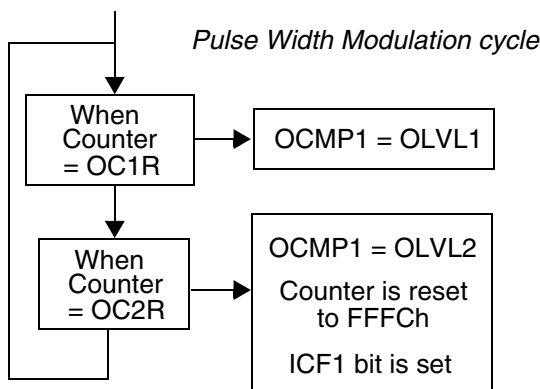 Pulse Width Modulation cycle
When
Counter
= OC1R
OCMP1 = OLVL1
When
Counter
= OC2R
OCMP1 = OLVL2
Counter is reset
to FFFCh
ICF1 bit is set